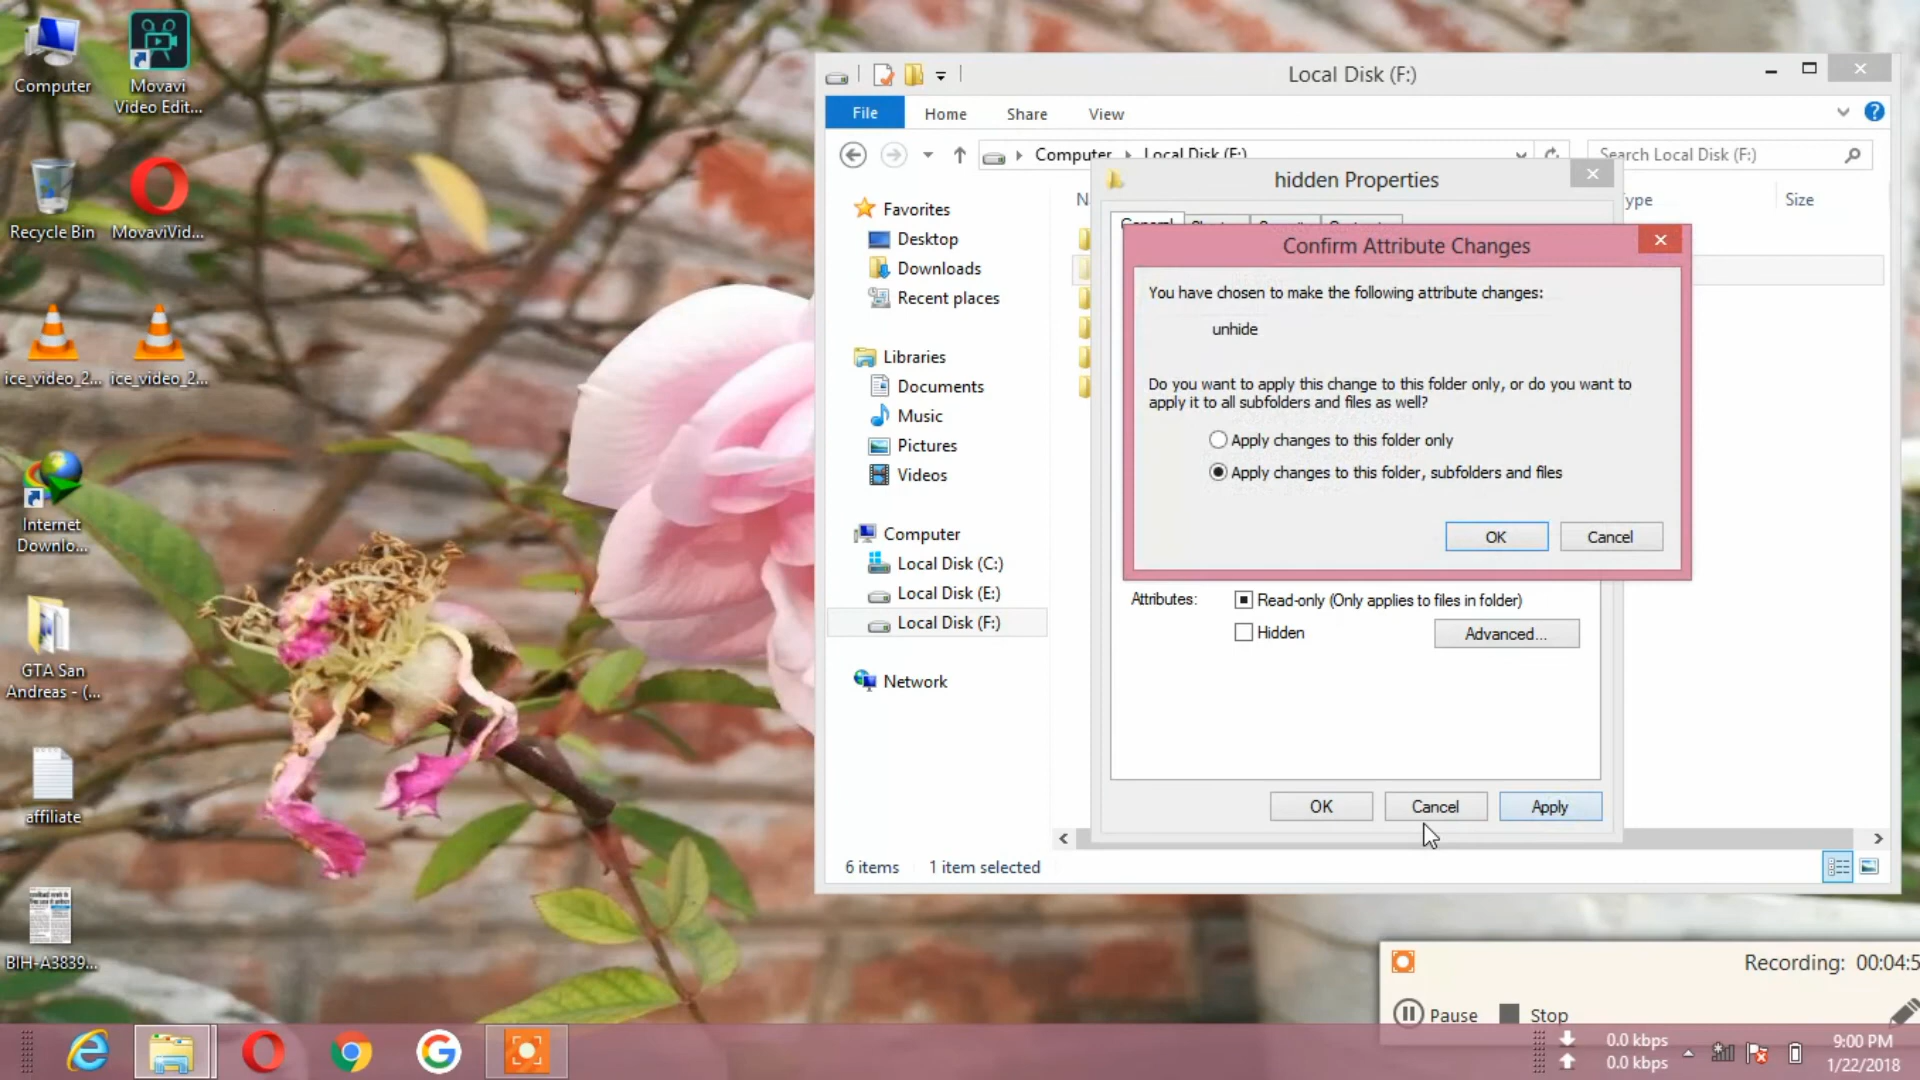 Computer
Movavi
Video Edit...
Recycle Bin
MovaviVid...
ice_video_2...
ice_video_2...
Internet
Downlo...
GTA San
Andreas - (...
affiliate
BIH-A3839...
Local Disk (F:)
File
Home
Share
View
Computer
Local Disk (F:)
Search Local Disk (F:)
Favorites
Desktop
Downloads
Recent places
Libraries
Documents
Music
Pictures
Videos
Computer
Local Disk (C:)
Local Disk (E:)
Local Disk (F:)
Network
Size
hidden Properties
General
Confirm Attribute Changes
You have chosen to make the following attribute changes:
unhide
Do you want to apply this change to this folder only, or do you want to
apply it to all subfolders and files as well?
Apply changes to this folder only
Apply changes to this folder, subfolders and files
OK
Cancel
Attributes:
Read-only (Only applies to files in folder)
Hidden
Advanced...
OK
Cancel
Apply
6 items
1 item selected
Recording: 00:04:5
Pause
Stop
0.0 kbps
0.0 kbps
9:00 PM
1/22/2018